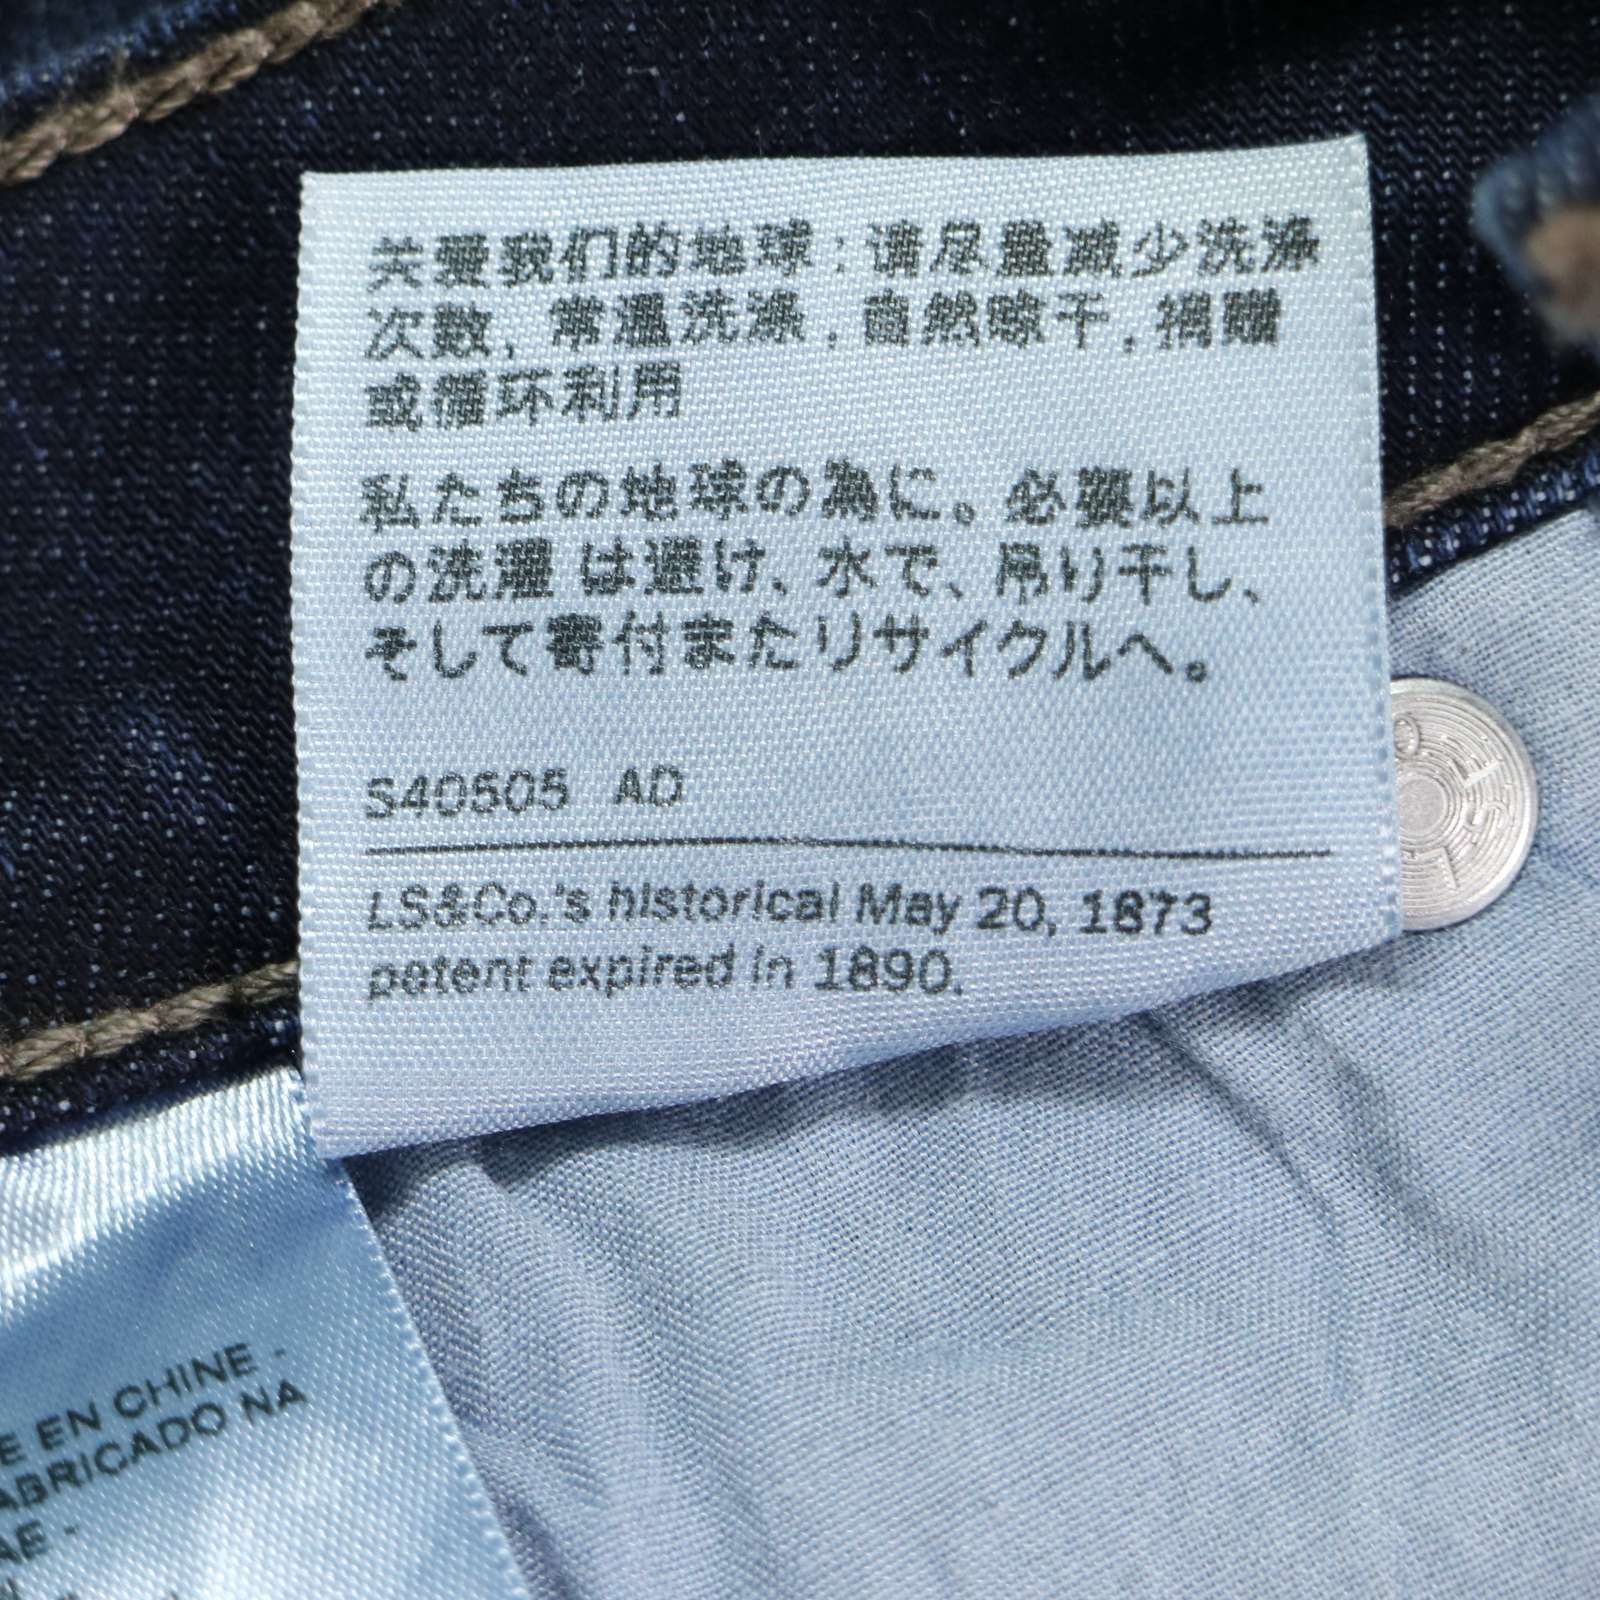 关爱我们的地球：请尽量减少洗涤
次数，常温洗涤，自然晾干，捐赠
或循环利用
私たちの地球の為に。必要以上
の洗濯 は避け、水で、吊り干し、
そして寄付またリサイクルへ。
S40505 AD
LS&Co.'s historical May 20, 1873
patent expired in 1890.
EN CHINE -
NA